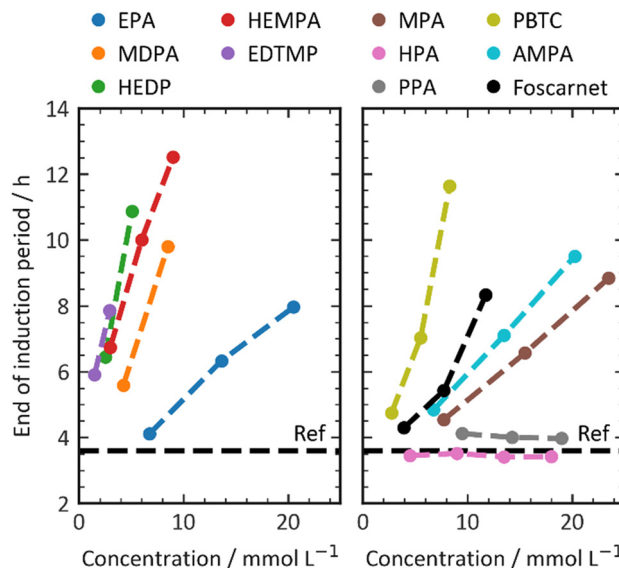 EPA HEMPA MPA PBTC
MDPA EDTMP HPA AMPA
HEDP PPA Foscarnet
End of induction period / h
14
12
10
8
6
4
2
Ref Ref
0 10 20 0 10 20
Concentration / mmol L⁻¹ Concentration / mmol L⁻¹